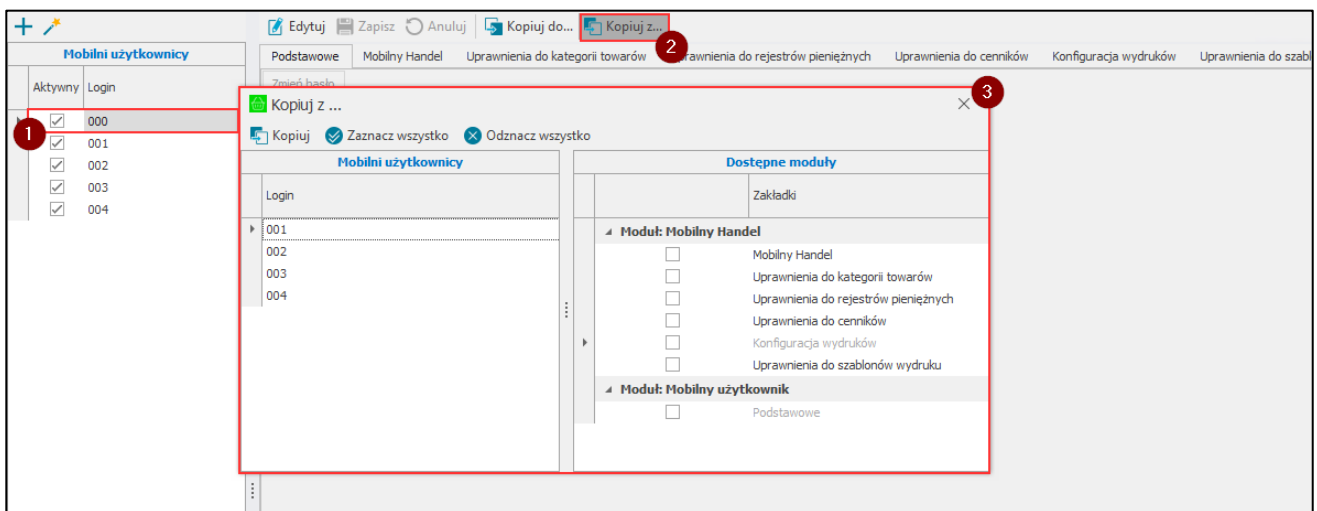 Edytuj Zapisz Anuluj Kopiuj do... Kopiuj z...
2
Mobilni użytkownicy
Podstawowe Mobilny Handel Uprawnienia do kategorii towarów Uprawnienia do rejestrów pieniężnych Uprawnienia do cenników Konfiguracja wydruków Uprawnienia do szabl
Zmień hasło
Aktywny Login
1
000
001
002
003
004
3
Kopiuj z ...
Kopiuj Zaznacz wszystko Odznacz wszystko
Mobilni użytkownicy
Login
001
002
003
004
Dostępne moduły
Zakładki
Moduł: Mobilny Handel
Mobilny Handel
Uprawnienia do kategorii towarów
Uprawnienia do rejestrów pieniężnych
Uprawnienia do cenników
Konfiguracja wydruków
Uprawnienia do szablonów wydruku
Moduł: Mobilny użytkownik
Podstawowe